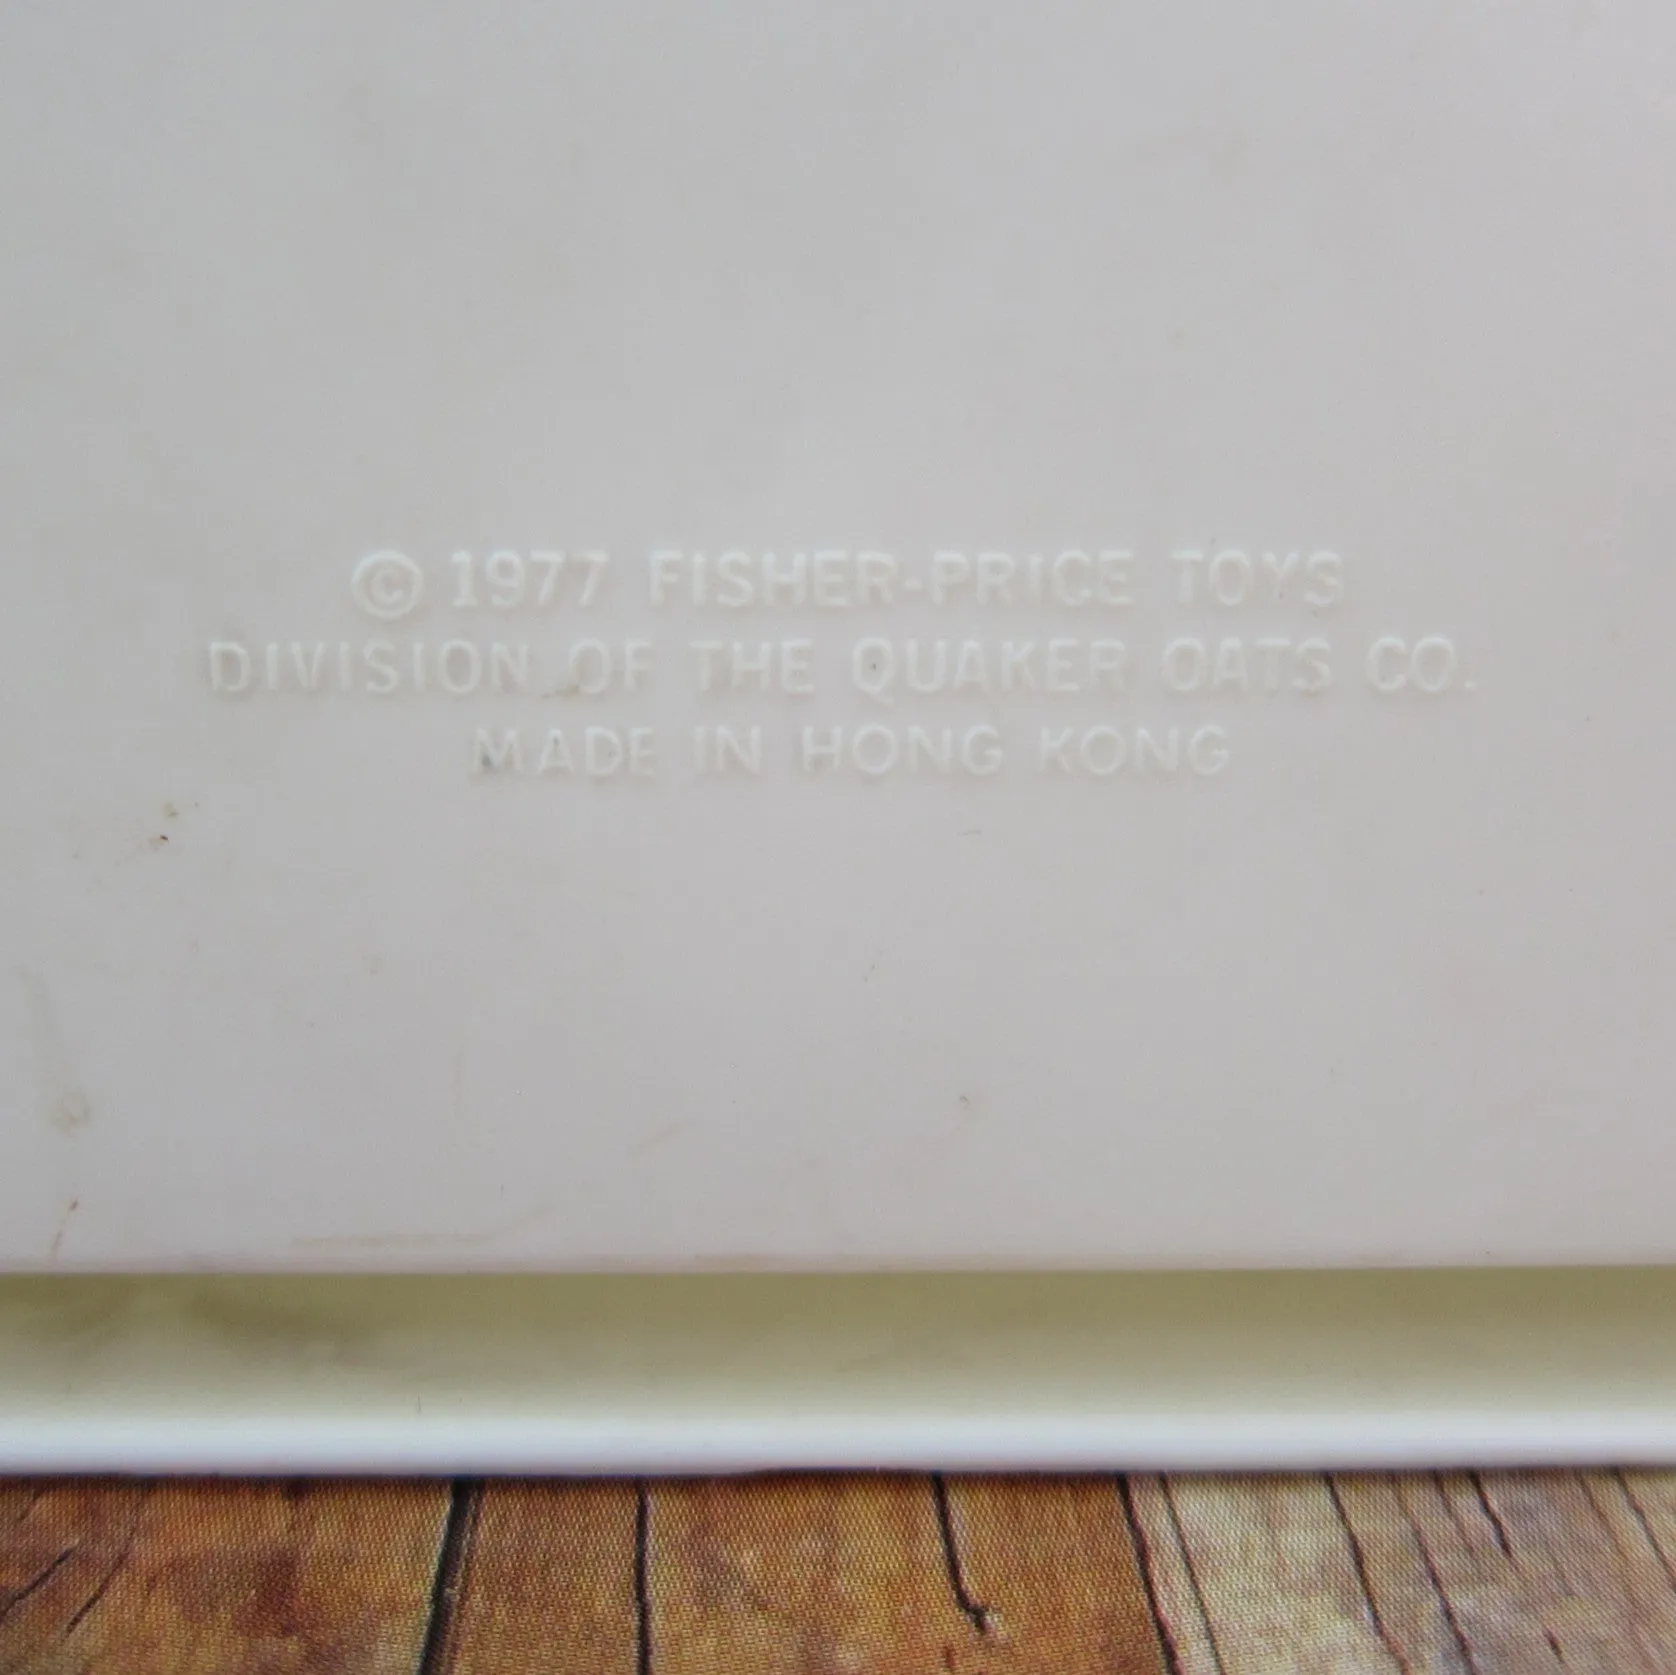 © 1977 FISHER-PRICE TOYS
DIVISION OF THE QUAKER OATS CO.
MADE IN HONG KONG